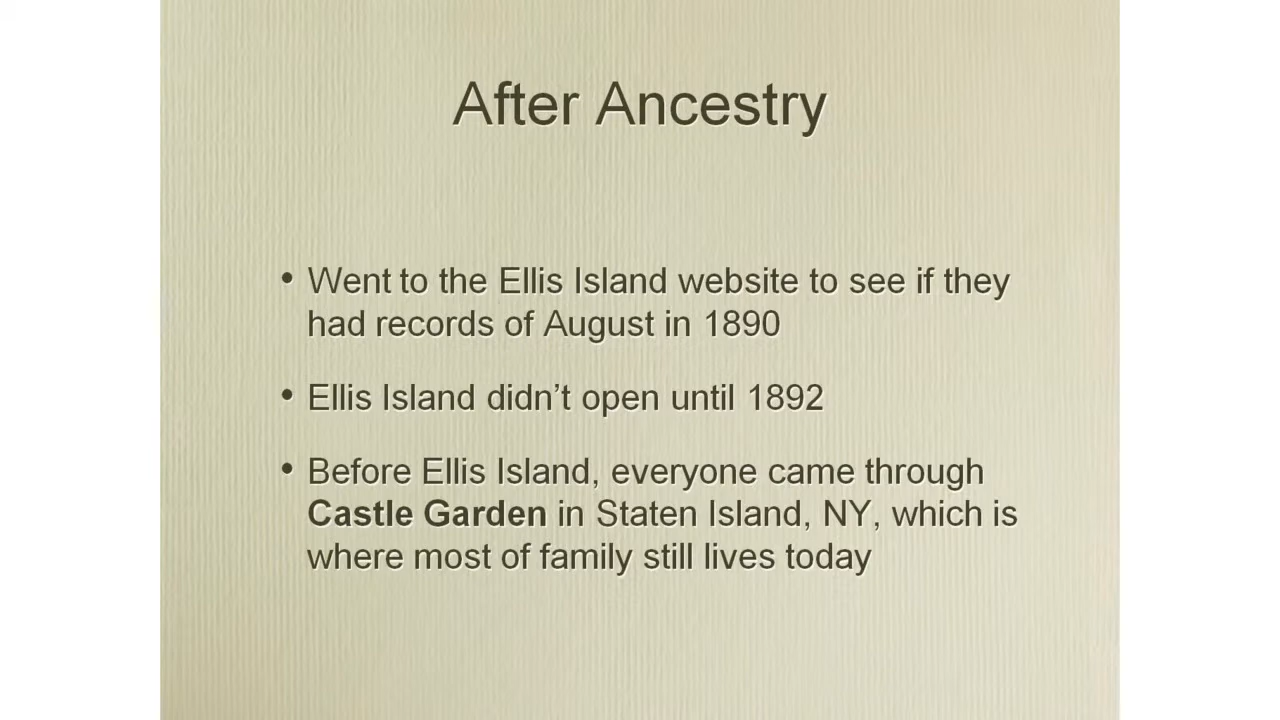 After Ancestry
• Went to the Ellis Island website to see if they
had records of August in 1890
• Ellis Island didn’t open until 1892
• Before Ellis Island, everyone came through
Castle Garden in Staten Island, NY, which is
where most of family still lives today